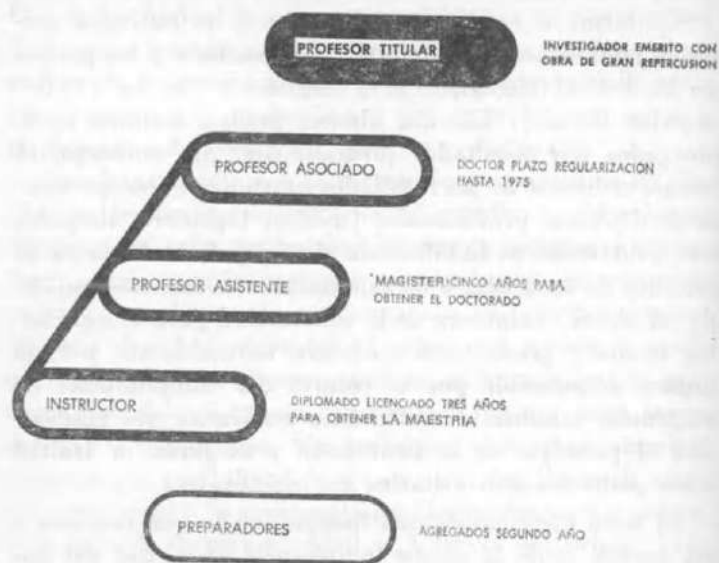 PROFESOR TITULAR
INVESTIGADOR EMERITO CON
OBRA DE GRAN REPERCUSION
PROFESOR ASOCIADO
DOCTOR PLAZO REGULARIZACION
HASTA 1975
PROFESOR ASISTENTE
MAGISTER CINCO AÑOS PARA
OBTENER EL DOCTORADO
INSTRUCTOR
DIPLOMADO LICENCIADO TRES AÑOS
PARA OBTENER LA MAESTRIA
PREPARADORES
AGREGADOS SEGUNDO AÑO